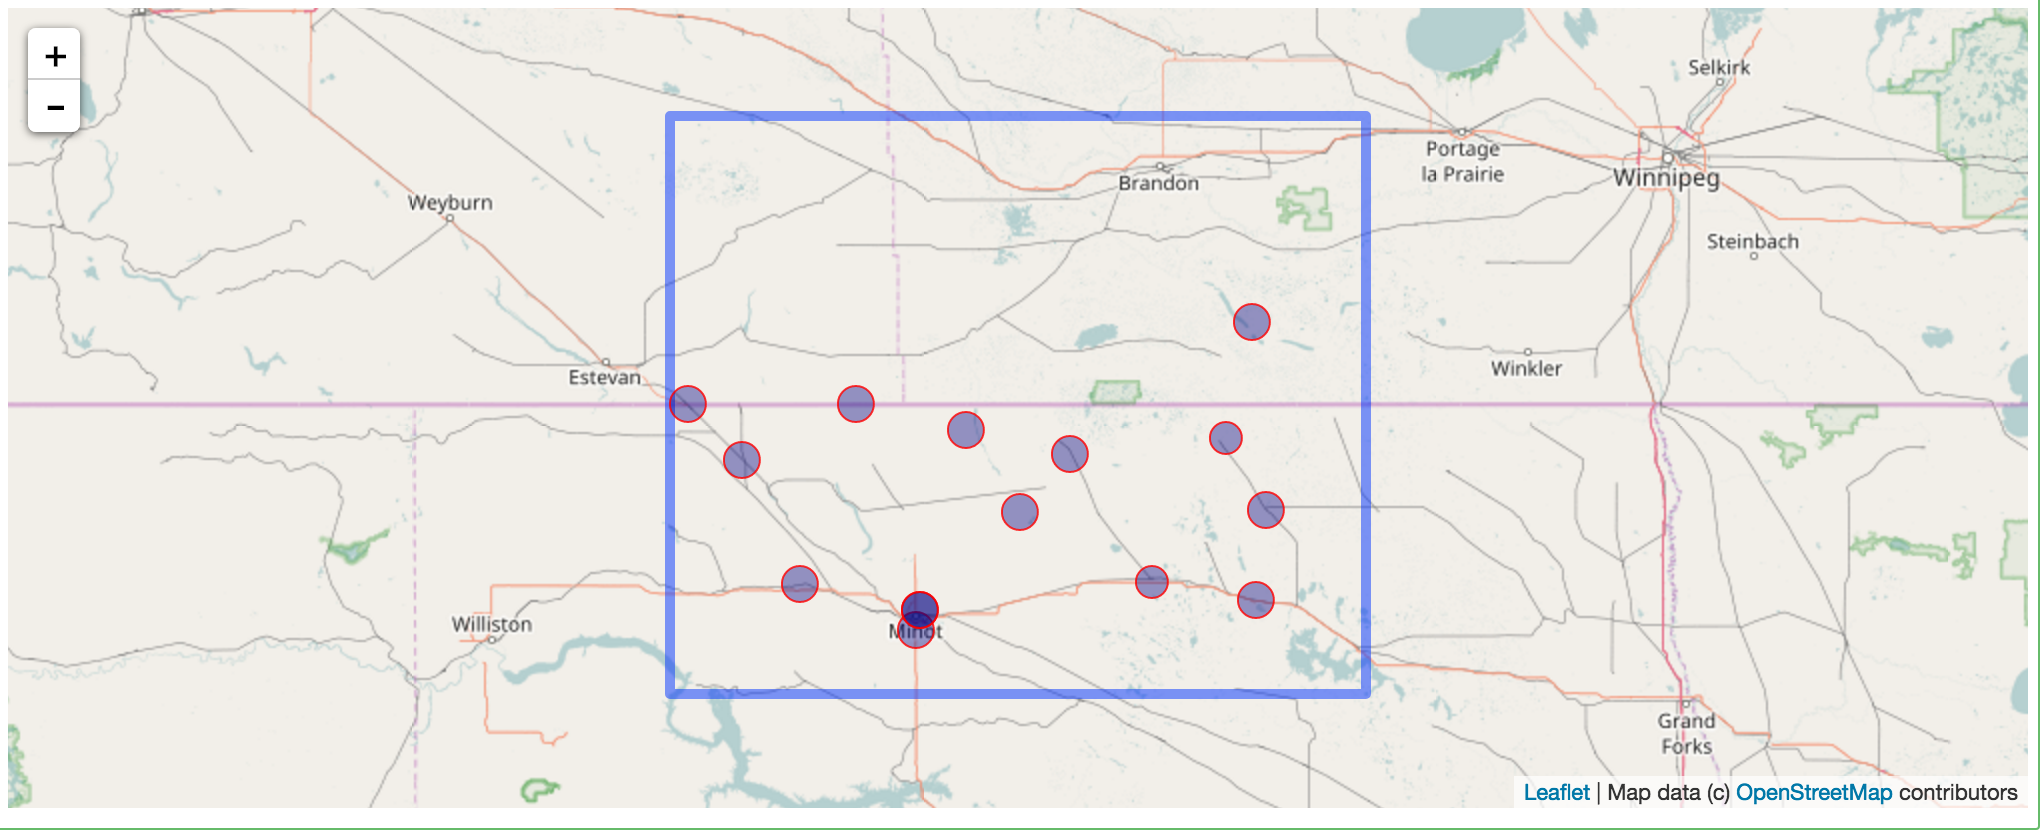 +
-
Selkirk
Portage
la Prairie
Winnipeg
Brandon
Weyburn
Steinbach
Winkler
Estevan
Williston
Minot
Grand
Forks
Leaflet | Map data (c) OpenStreetMap contributors